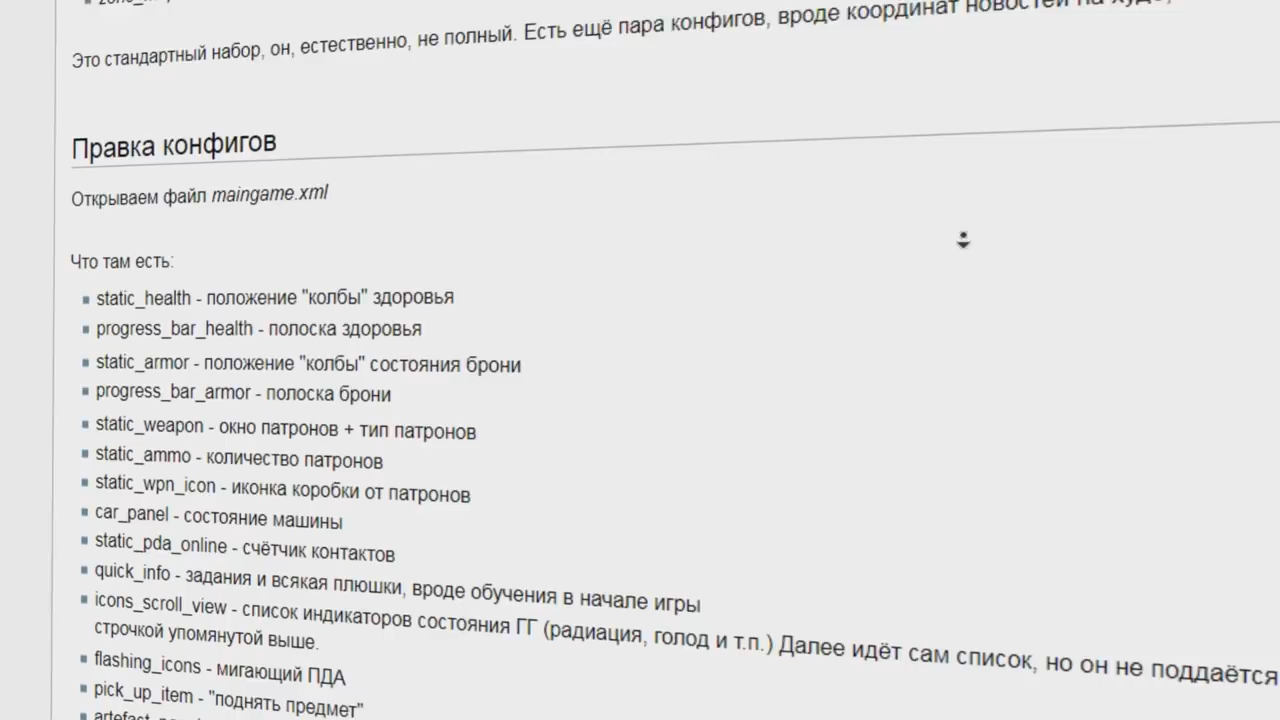 Это стандартный набор, он, естественно, не полный. Есть ещё пара конфигов, вроде координат новостей на худе,
Правка конфигов
Открываем файл maingame.xml
Что там есть:
static_health - положение "колбы" здоровья
progress_bar_health - полоска здоровья
static_armor - положение "колбы" состояния брони
progress_bar_armor - полоска брони
static_weapon - окно патронов + тип патронов
static_ammo - количество патронов
static_wpn_icon - иконка коробки от патронов
car_panel - состояние машины
static_pda_online - счётчик контактов
quick_info - задания и всякая плюшки, вроде обучения в начале игры
icons_scroll_view - список индикаторов состояния ГГ (радиация, голод и т.п.) Далее идёт сам список, но он не поддаётся
строчкой упомянутой выше.
flashing_icons - мигающий ПДА
pick_up_item - "поднять предмет"